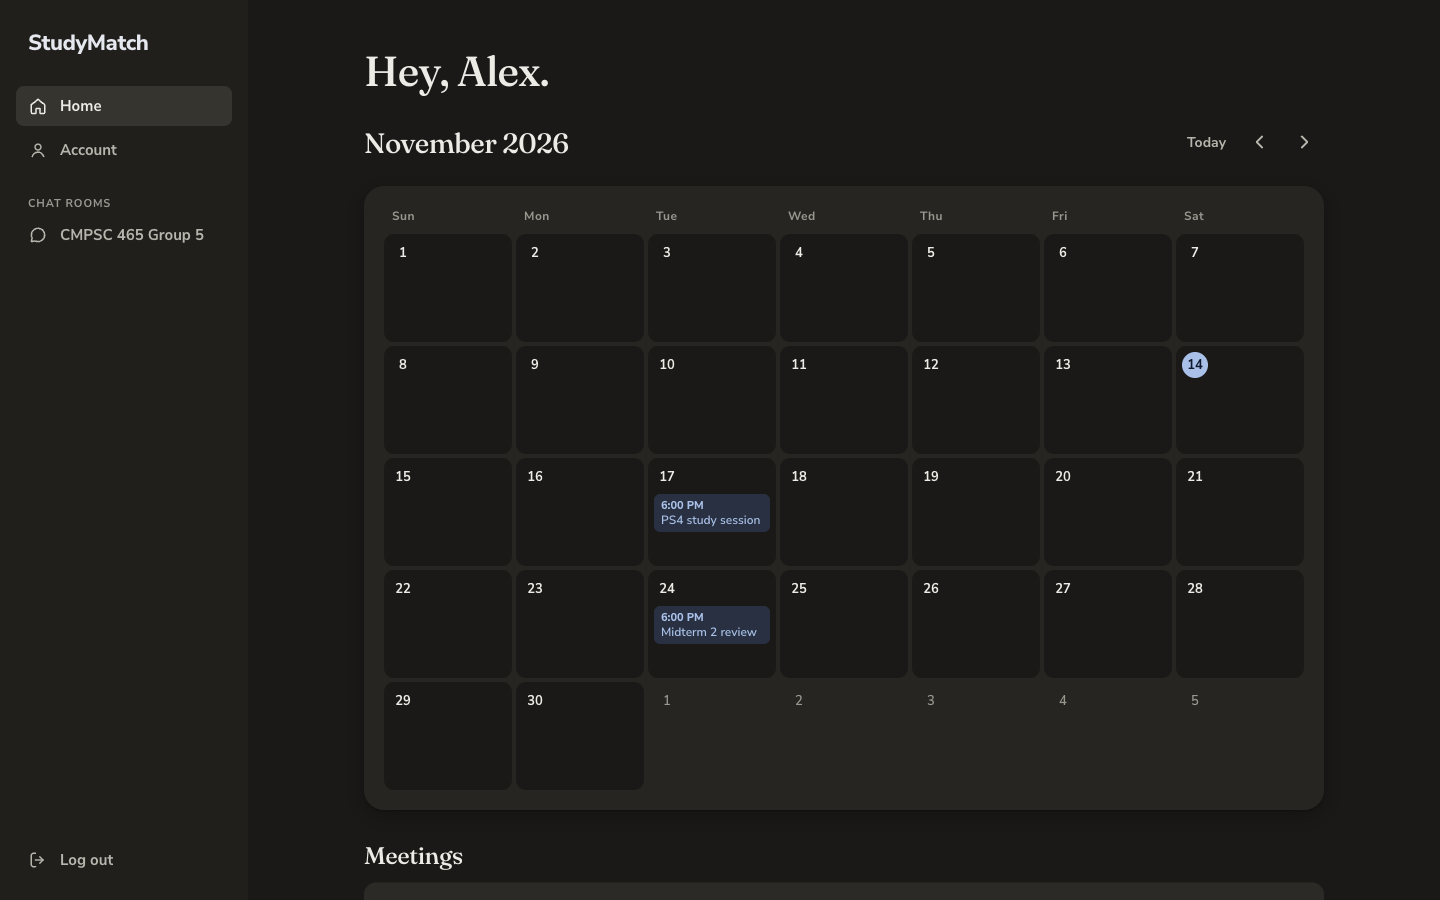 StudyMatch
Home
Account
CHAT ROOMS
CMPSC 465 Group 5
Log out
Hey, Alex.
November 2026
Today
Sun Mon Tue Wed Thu Fri Sat
1 2 3 4 5 6 7
8 9 10 11 12 13 14
15 16 17 18 19 20 21
6:00 PM
PS4 study session
22 23 24 25 26 27 28
6:00 PM
Midterm 2 review
29 30 1 2 3 4 5
Meetings